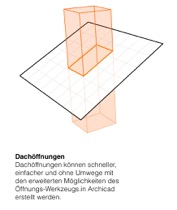 Dachöffnungen
Dachöffnungen können schneller,
einfacher und ohne Umwege mit
den erweiterten Möglichkeiten des
Öffnungs-Werkzeugs in Archicad
erstellt werden.